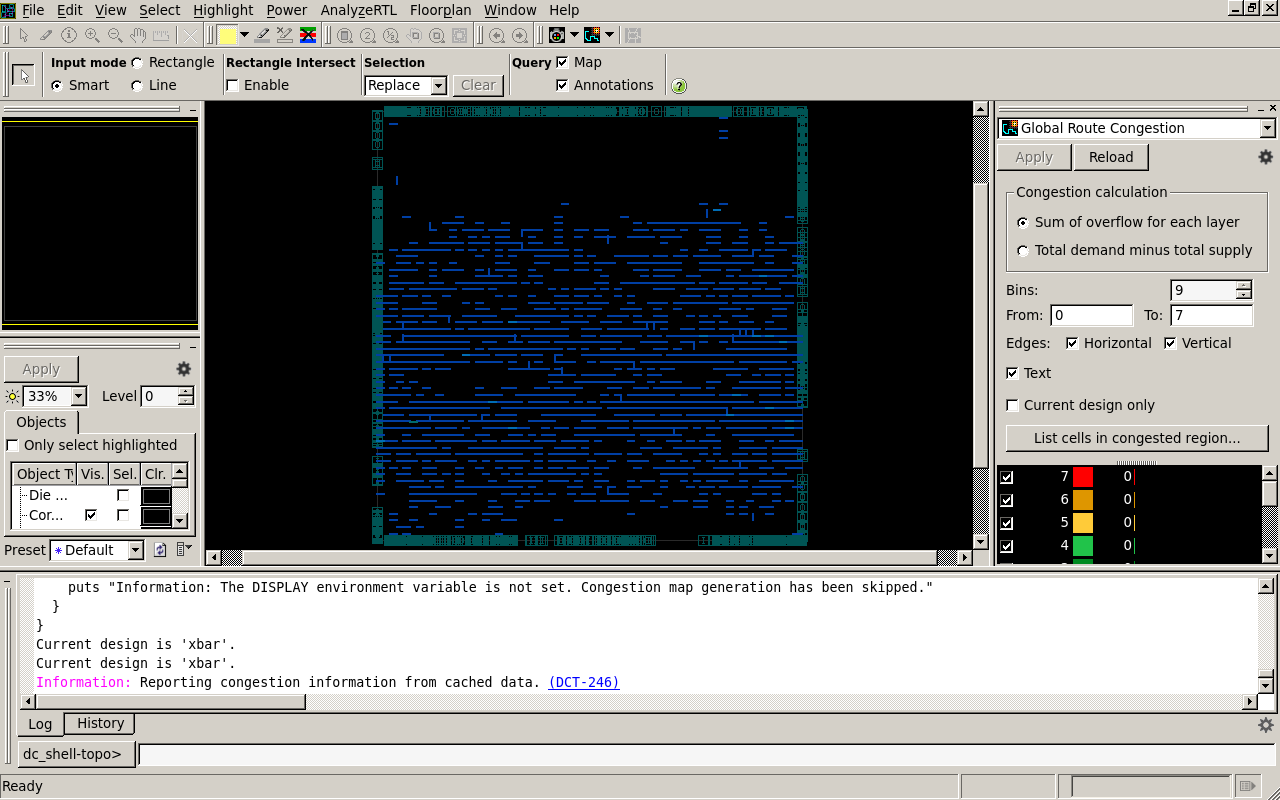 File Edit View Select Highlight Power AnalyzeRTL Floorplan Window Help
Input mode Rectangle Rectangle Intersect Selection Query Map
Smart Line Enable Replace Clear Annotations
Global Route Congestion
Apply Reload
Congestion calculation
Sum of overflow for each layer
Total demand minus total supply
Bins: 9
From: 0 To: 7
Edges: Horizontal Vertical
Text
Current design only
List cells in congested region...
7 0
6 0
5 0
4 0
Apply
33% Level 0
Objects
Only select highlighted
Object T Vis. Sel. Clr.
Die ...
Cor...
Preset * Default
puts "Information: The DISPLAY environment variable is not set. Congestion map generation has been skipped."
}
}
Current design is 'xbar'.
Current design is 'xbar'.
Information: Reporting congestion information from cached data. (DCT-246)
Log History
dc_shell-topo>
Ready